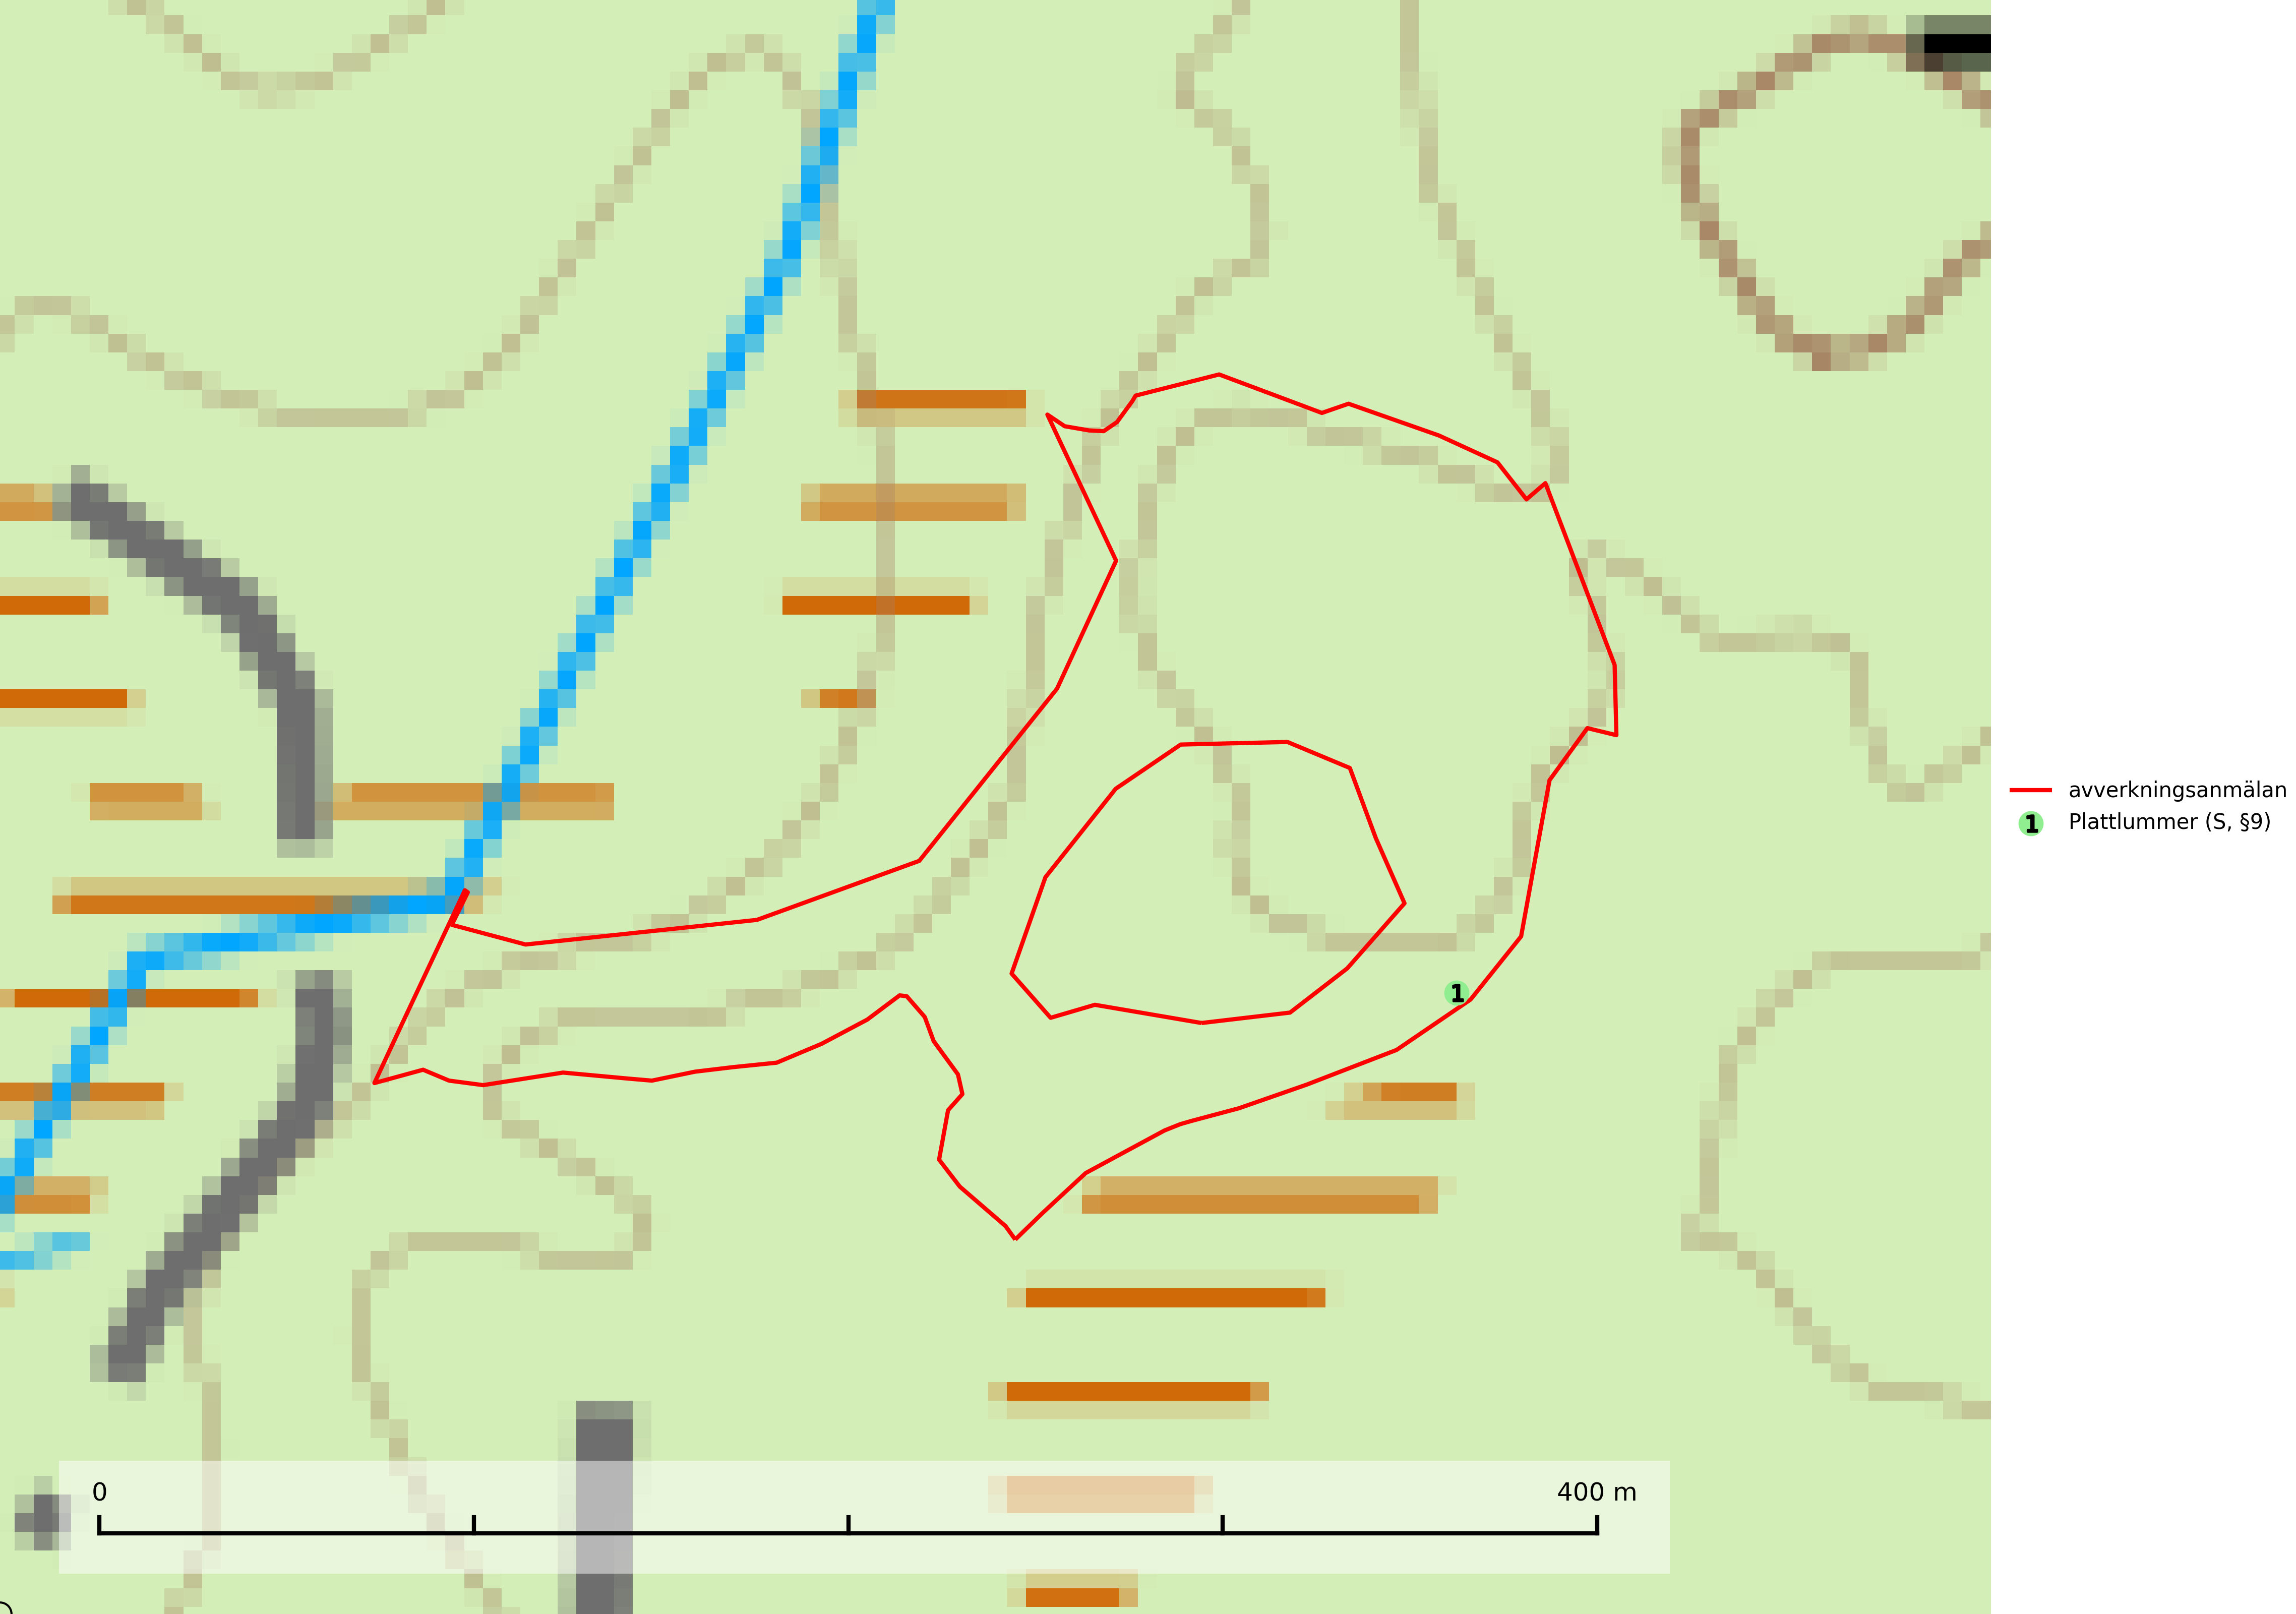 avverkningsanmälan
1 Plattlummer (S, §9)
1
0 400 m